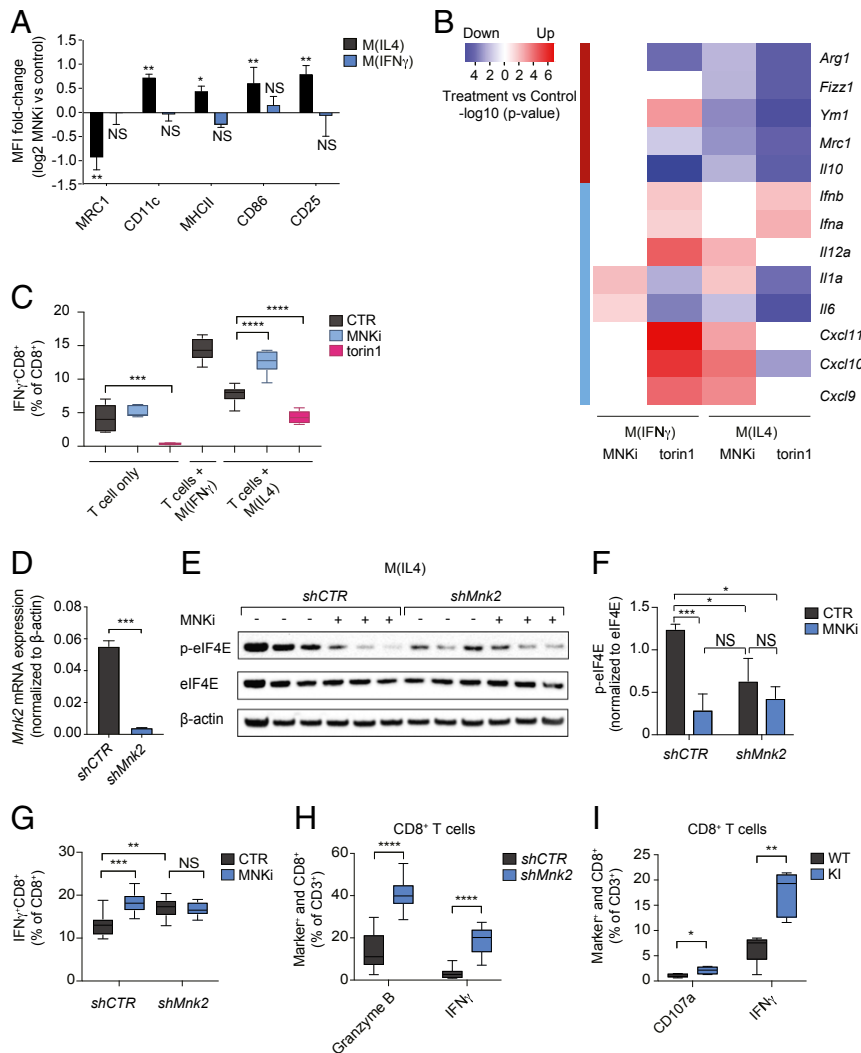 A
M(IL4)
M(IFNγ)
MFI fold-change
(log2 MNKi vs control)
1.5
1.0
0.5
0.0
-0.5
-1.0
-1.5
**
NS
**
NS
*
NS
**
NS
**
NS
MRC1
CD11c
MHCII
CD86
CD25
B
Down
Up
4 2 0 2 4 6
Treatment vs Control
-log10 (p-value)
Arg1
Fizz1
Ym1
Mrc1
Il10
Ifnb
Ifna
Il12a
Il1a
Il6
Cxcl11
Cxcl10
Cxcl9
M(IFNγ)
M(IL4)
MNKi
torin1
MNKi
torin1
C
IFNγ⁺CD8⁺
(% of CD8⁺)
20
15
10
5
0
***
****
****
CTR
MNKi
torin1
T cell only
T cells +
M(IFNγ)
T cells +
M(IL4)
D
Mnk2 mRNA expression
(normalized to β-actin)
0.08
0.06
0.04
0.02
0.00
***
shCTR
shMnk2
E
M(IL4)
shCTR
shMnk2
MNKi - - - + + + - - - + + +
p-eIF4E
eIF4E
β-actin
F
p-eIF4E
(normalized to eIF4E)
1.5
1.0
0.5
0
*
*
***
NS
NS
CTR
MNKi
shCTR
shMnk2
G
IFNγ⁺CD8⁺
(% of CD8⁺)
30
20
10
0
**
***
NS
CTR
MNKi
shCTR
shMnk2
H
CD8⁺ T cells
Marker⁺ and CD8⁺
(% of CD3⁺)
60
40
20
0
****
****
shCTR
shMnk2
Granzyme B
IFNγ
I
CD8⁺ T cells
Marker⁺ and CD8⁺
(% of CD3⁺)
25
20
15
10
5
0
*
**
WT
KI
CD107a
IFNγ